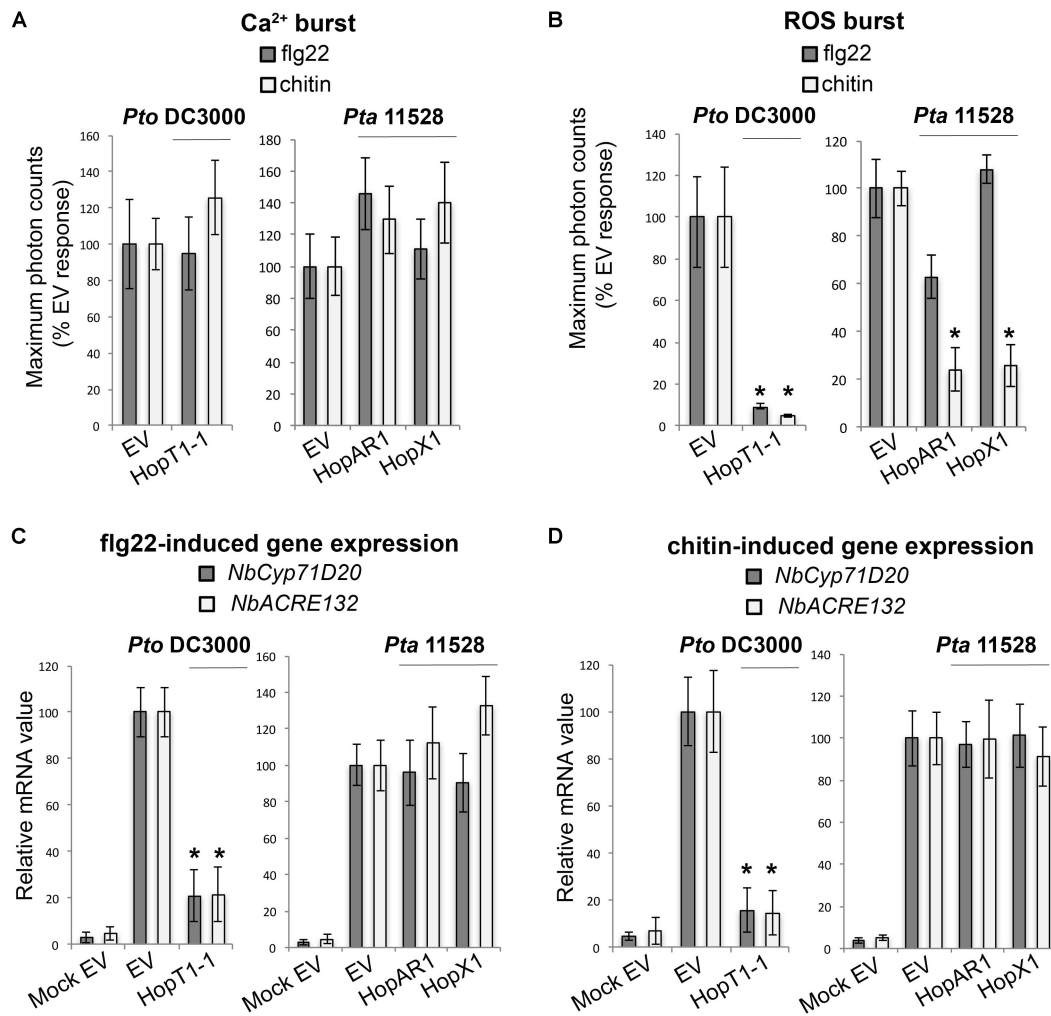 A
Ca²⁺ burst
flg22
chitin
Pto DC3000
Pta 11528
Maximum photon counts
(% EV response)
160
140
120
100
80
60
40
20
0
180
160
140
120
100
80
60
40
20
0
EV
HopT1-1
EV
HopAR1
HopX1
B
ROS burst
flg22
chitin
Pto DC3000
Pta 11528
Maximum photon counts
(% EV response)
140
120
100
80
60
40
20
0
120
100
80
60
40
20
0
* *
* *
EV
HopT1-1
EV
HopAR1
HopX1
C
flg22-induced gene expression
NbCyp71D20
NbACRE132
Pto DC3000
Pta 11528
Relative mRNA value
120
100
80
60
40
20
0
160
140
120
100
80
60
40
20
0
* *
Mock EV
EV
HopT1-1
Mock EV
EV
HopAR1
HopX1
D
chitin-induced gene expression
NbCyp71D20
NbACRE132
Pto DC3000
Pta 11528
Relative mRNA value
120
100
80
60
40
20
0
140
120
100
80
60
40
20
0
* *
Mock EV
EV
HopT1-1
Mock EV
EV
HopAR1
HopX1